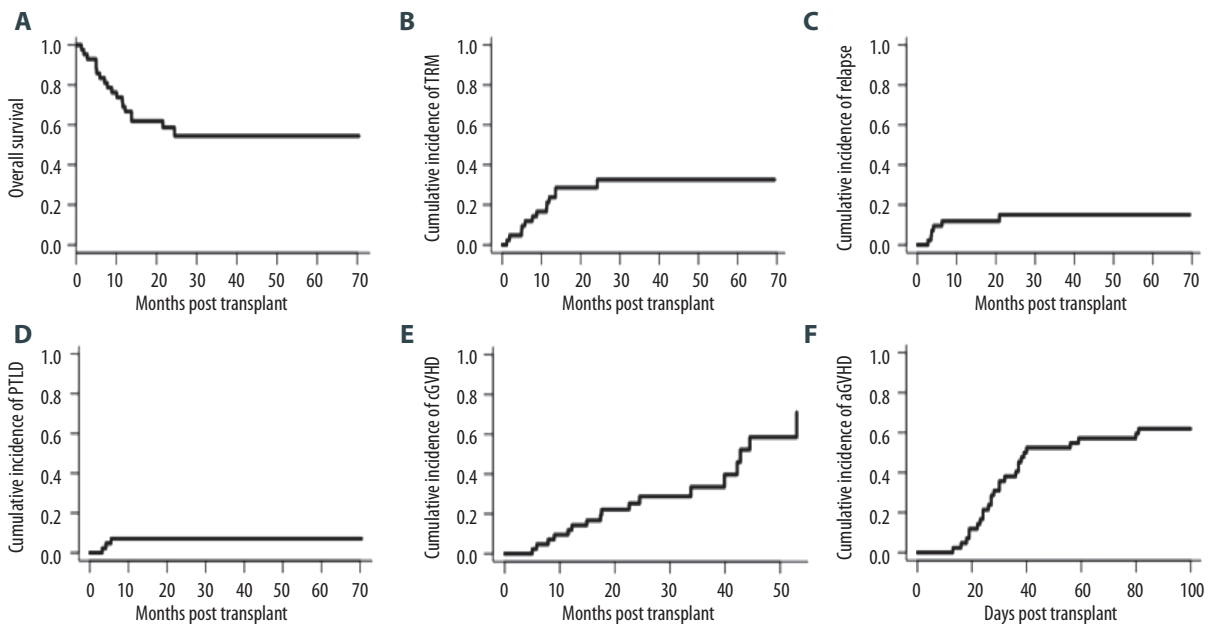 A
Overall survival
1.0
0.8
0.6
0.4
0.2
0.0
0 10 20 30 40 50 60 70
Months post transplant
B
Cumulative incidence of TRM
1.0
0.8
0.6
0.4
0.2
0.0
0 10 20 30 40 50 60 70
Months post transplant
C
Cumulative incidence of relapse
1.0
0.8
0.6
0.4
0.2
0.0
0 10 20 30 40 50 60 70
Months post transplant
D
Cumulative incidence of PTLD
1.0
0.8
0.6
0.4
0.2
0.0
0 10 20 30 40 50 60 70
Months post transplant
E
Cumulative incidence of cGVHD
1.0
0.8
0.6
0.4
0.2
0.0
0 10 20 30 40 50
Months post transplant
F
Cumulative incidence of aGVHD
1.0
0.8
0.6
0.4
0.2
0.0
0 20 40 60 80 100
Days post transplant